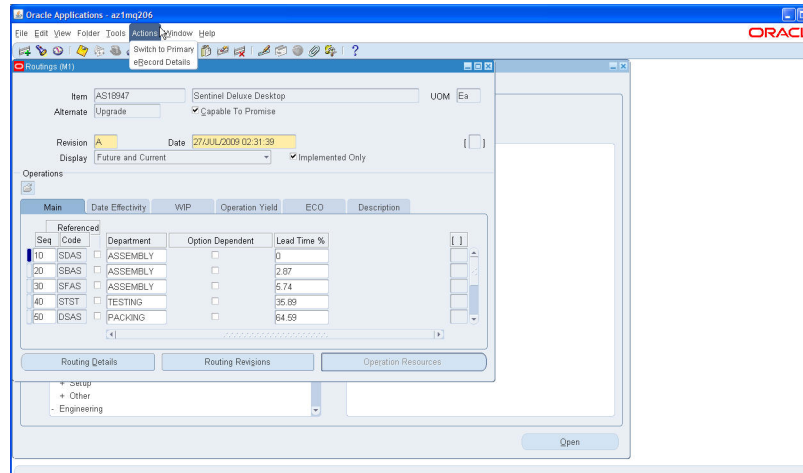 Oracle Applications - az1mq206
File Edit View Folder Tools Actions Window Help
ORACL
Switch to Primary
eRecord Details
Routings (M1)
Item AS18947 Sentinel Deluxe Desktop UOM Ea
Alternate Upgrade Capable To Promise
Revision A Date 27/JUL/2009 02:31:39 [ ]
Display Future and Current Implemented Only
Operations
Main Date Effectivity WIP Operation Yield ECO Description
Referenced
Seq Code Department Option Dependent Lead Time % [ ]
10 SDAS ASSEMBLY 0
20 SBAS ASSEMBLY 2.87
30 SFAS ASSEMBLY 5.74
40 STST TESTING 35.89
50 DSAS PACKING 64.59
Routing Details Routing Revisions Operation Resources
+ Setup
+ Other
- Engineering
Open